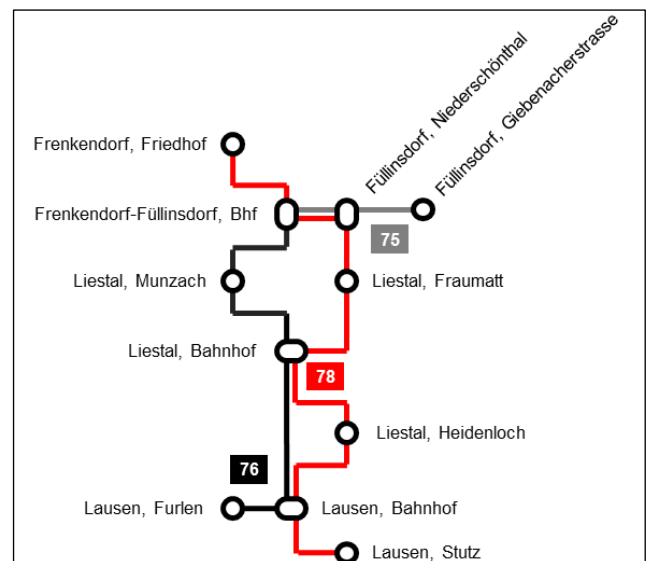 Füllinsdorf, Niederschönthal
Füllinsdorf, Giebenacherstrasse
Frenkendorf, Friedhof
Frenkendorf-Füllinsdorf, Bhf
75
Liestal, Munzach
Liestal, Fraumatt
Liestal, Bahnhof
78
Liestal, Heidenloch
76
Lausen, Furlen
Lausen, Bahnhof
Lausen, Stutz